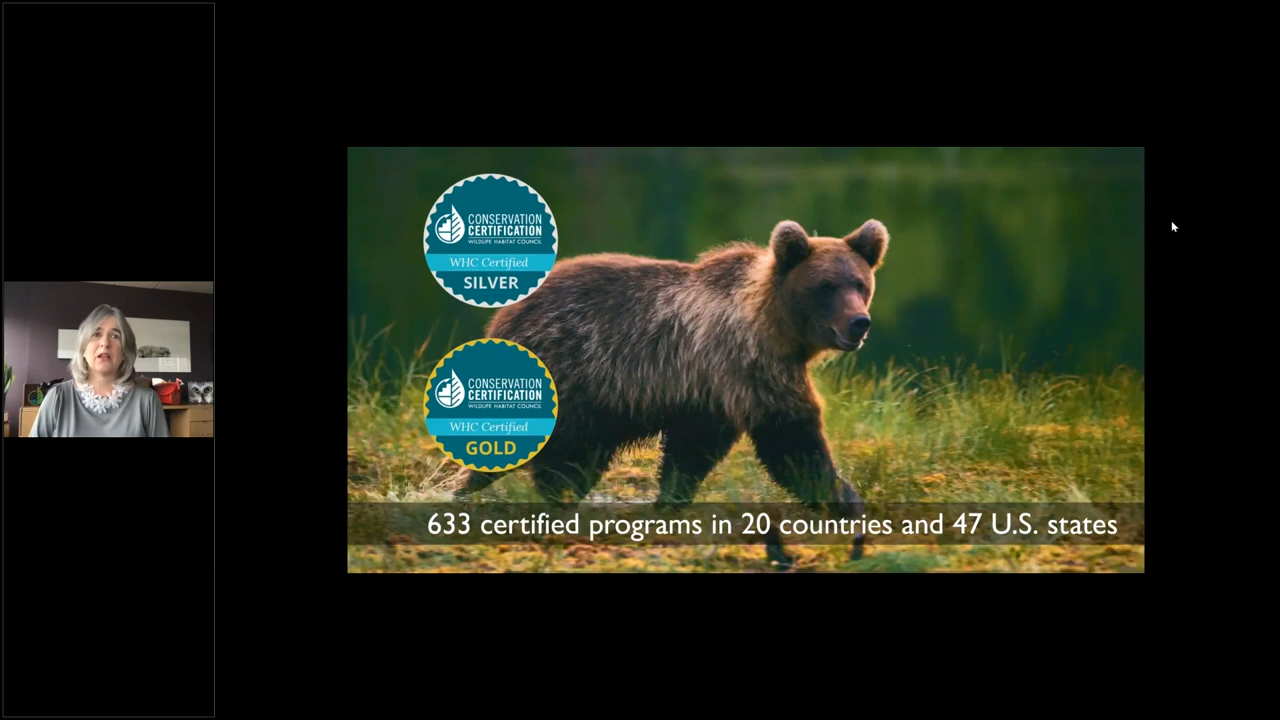 CONSERVATION
CERTIFICATION
WILDLIFE HABITAT COUNCIL
WHC Certified
SILVER
CONSERVATION
CERTIFICATION
WILDLIFE HABITAT COUNCIL
WHC Certified
GOLD
633 certified programs in 20 countries and 47 U.S. states